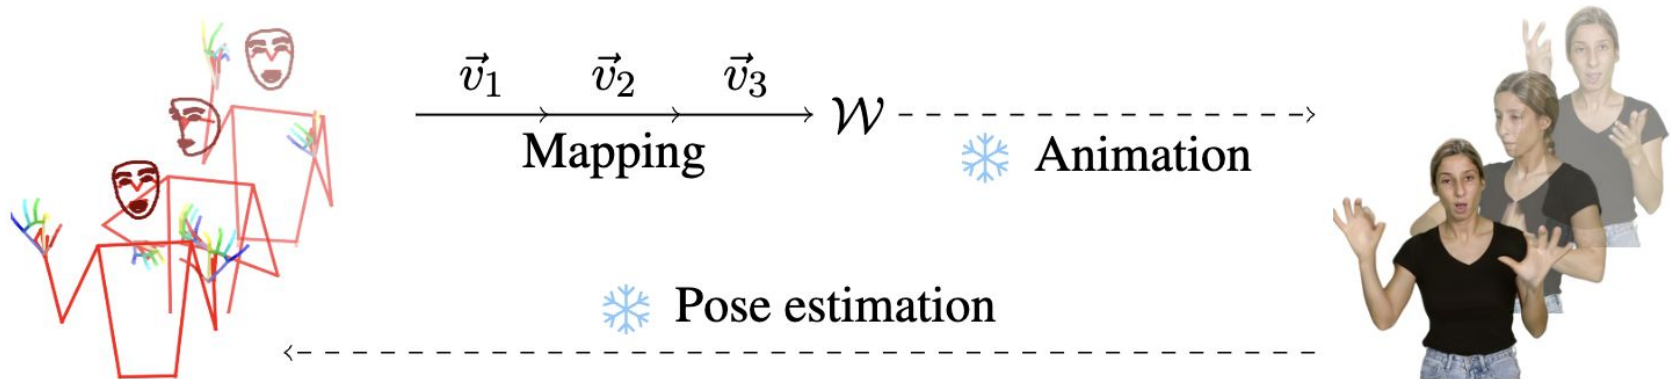 v⃗1 v⃗2 v⃗3
Mapping
𝒲
Animation
Pose estimation